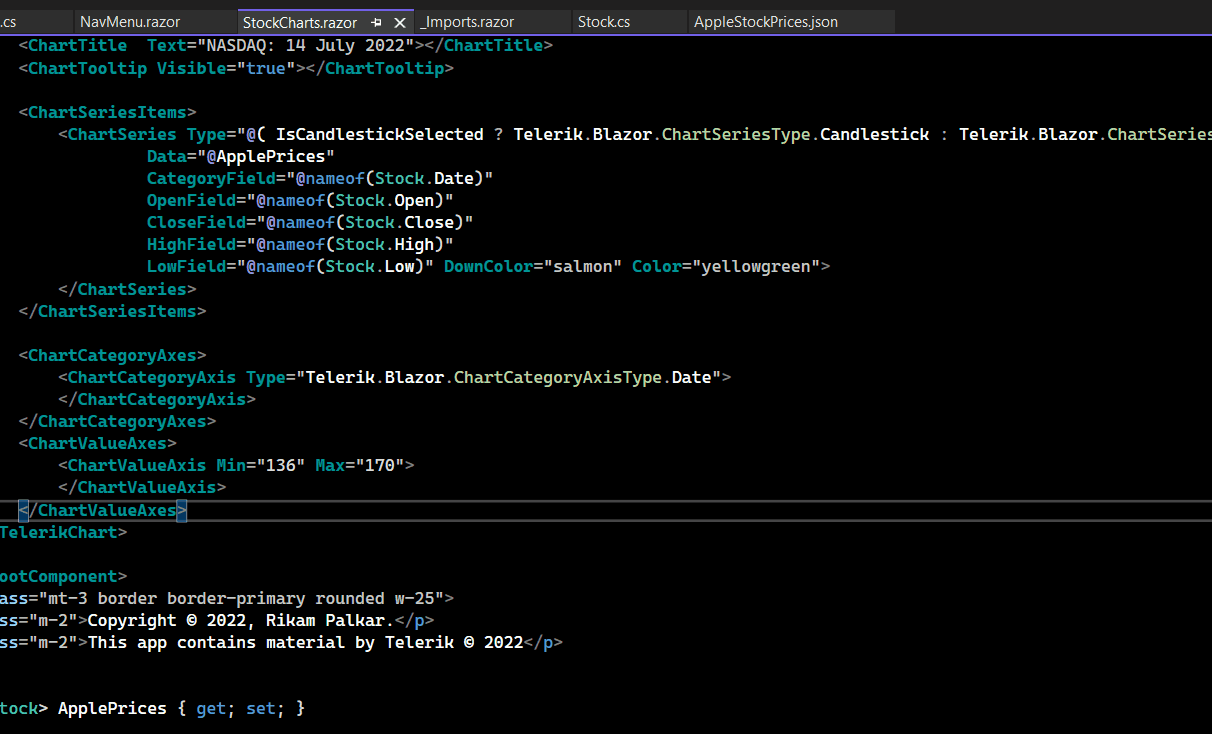 .cs NavMenu.razor StockCharts.razor _Imports.razor Stock.cs AppleStockPrices.json
<ChartTitle  Text="NASDAQ: 14 July 2022"></ChartTitle>
<ChartTooltip Visible="true"></ChartTooltip>
<ChartSeriesItems>
<ChartSeries Type="@( IsCandlestickSelected ? Telerik.Blazor.ChartSeriesType.Candlestick : Telerik.Blazor.ChartSeries
Data="@ApplePrices"
CategoryField="@nameof(Stock.Date)"
OpenField="@nameof(Stock.Open)"
CloseField="@nameof(Stock.Close)"
HighField="@nameof(Stock.High)"
LowField="@nameof(Stock.Low)" DownColor="salmon" Color="yellowgreen">
</ChartSeries>
</ChartSeriesItems>
<ChartCategoryAxes>
<ChartCategoryAxis Type="Telerik.Blazor.ChartCategoryAxisType.Date">
</ChartCategoryAxis>
</ChartCategoryAxes>
<ChartValueAxes>
<ChartValueAxis Min="136" Max="170">
</ChartValueAxis>
</ChartValueAxes>
TelerikChart>
ootComponent>
ass="mt-3 border border-primary rounded w-25">
ss="m-2">Copyright © 2022, Rikam Palkar.</p>
ss="m-2">This app contains material by Telerik © 2022</p>
tock> ApplePrices { get; set; }